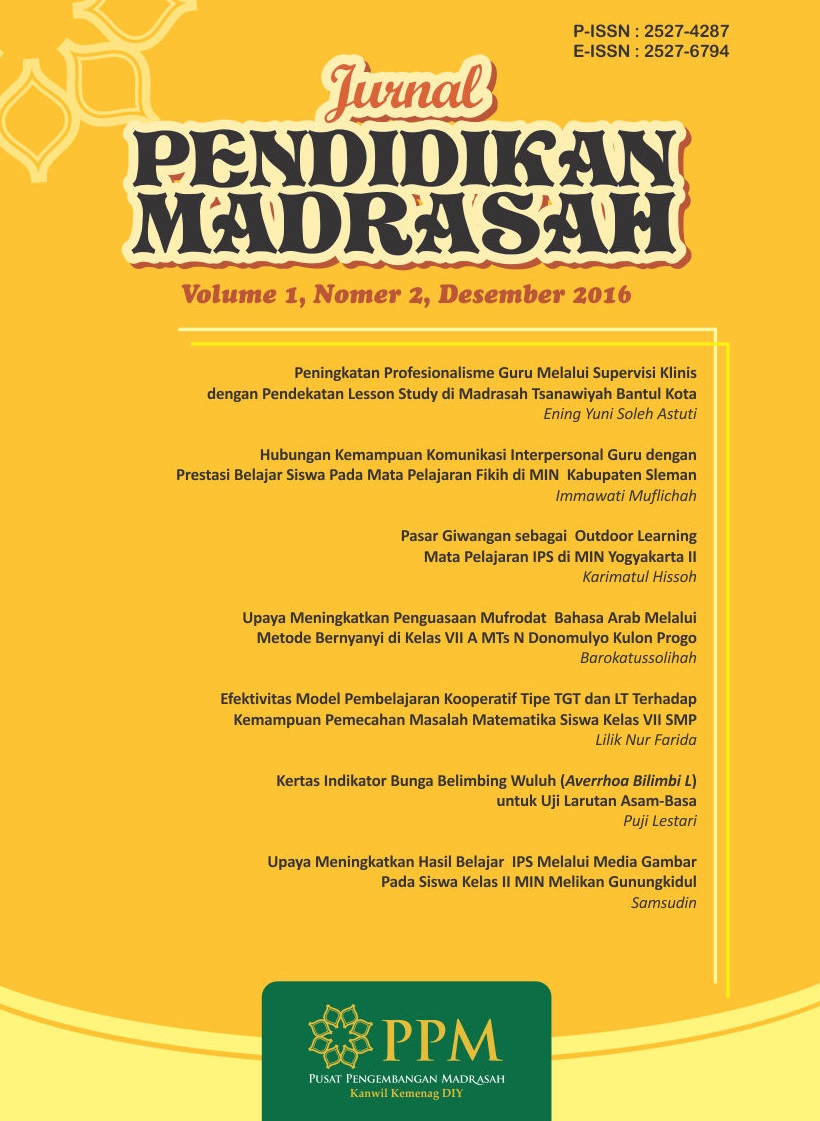 P-ISSN : 2527-4287
E-ISSN : 2527-6794
Jurnal
PENDIDIKAN
MADRASAH
Volume 1, Nomer 2, Desember 2016
Peningkatan Profesionalisme Guru Melalui Supervisi Klinis
dengan Pendekatan Lesson Study di Madrasah Tsanawiyah Bantul Kota
Ening Yuni Soleh Astuti
Hubungan Kemampuan Komunikasi Interpersonal Guru dengan
Prestasi Belajar Siswa Pada Mata Pelajaran Fikih di MIN Kabupaten Sleman
Immawati Muflichah
Pasar Giwangan sebagai Outdoor Learning
Mata Pelajaran IPS di MIN Yogyakarta II
Karimatul Hissoh
Upaya Meningkatkan Penguasaan Mufrodat Bahasa Arab Melalui
Metode Bernyanyi di Kelas VII A MTs N Donomulyo Kulon Progo
Barokatussolihah
Efektivitas Model Pembelajaran Kooperatif Tipe TGT dan LT Terhadap
Kemampuan Pemecahan Masalah Matematika Siswa Kelas VII SMP
Lilik Nur Farida
Kertas Indikator Bunga Belimbing Wuluh (Averrhoa Bilimbi L)
untuk Uji Larutan Asam-Basa
Puji Lestari
Upaya Meningkatkan Hasil Belajar IPS Melalui Media Gambar
Pada Siswa Kelas II MIN Melikan Gunungkidul
Samsudin
PPM
PUSAT PENGEMBANGAN MADRASAH
Kanwil Kemenag DIY